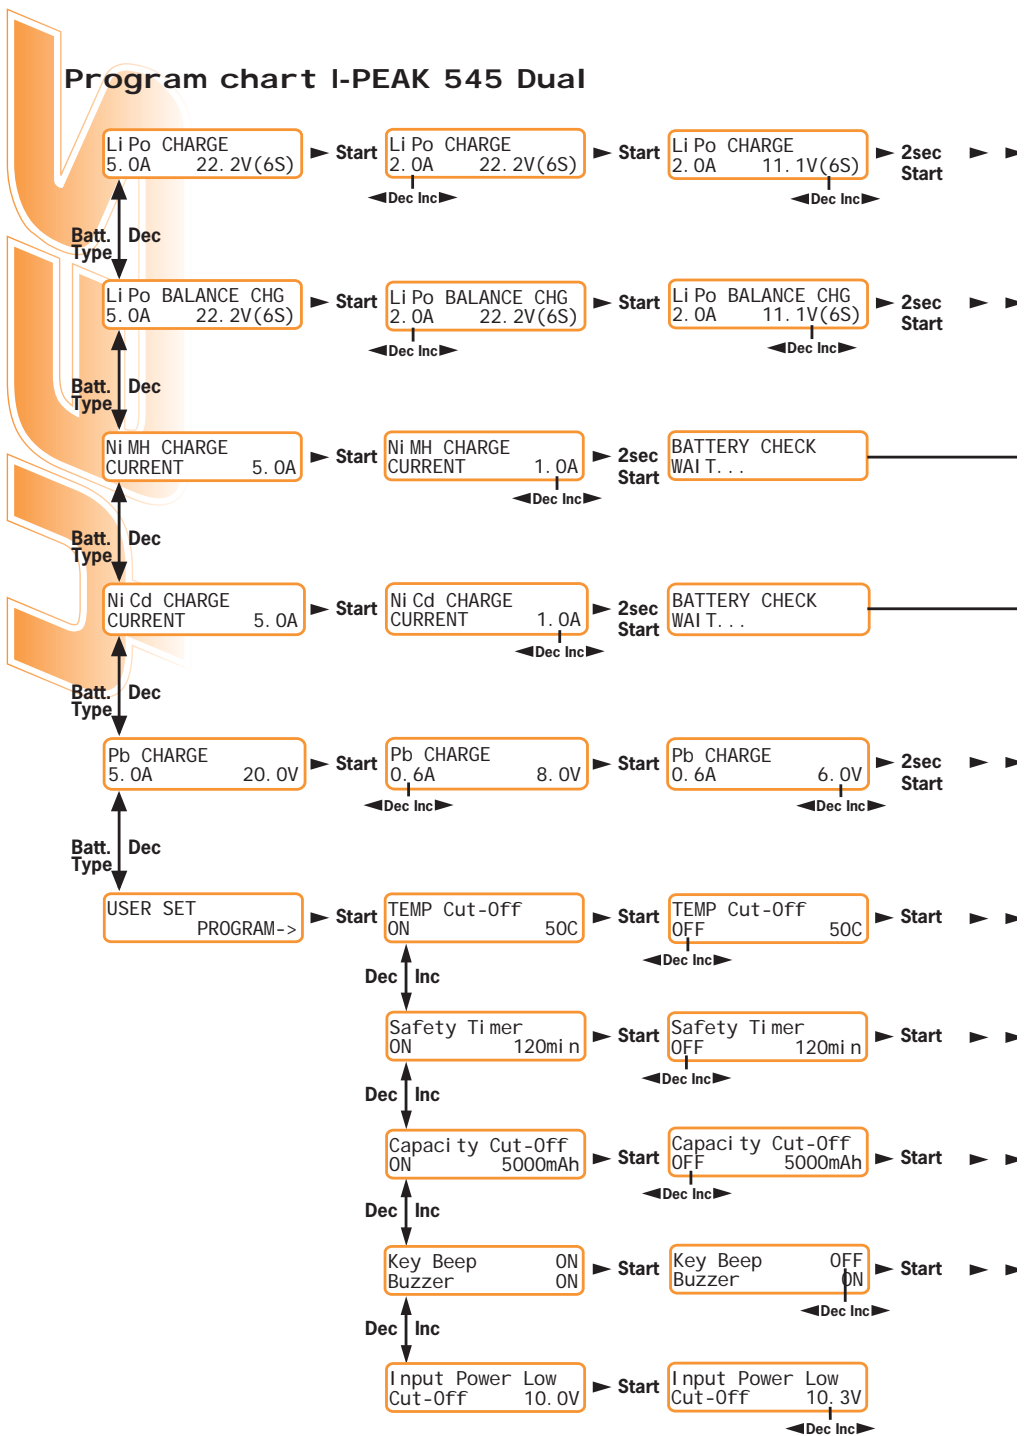 Program chart I-PEAK 545 Dual
LiPo CHARGE
5.0A 22.2V(6S)
Start
LiPo CHARGE
2.0A 22.2V(6S)
Dec Inc
Start
LiPo CHARGE
2.0A 11.1V(6S)
Dec Inc
2sec
Start
Batt.
Type
Dec
LiPo BALANCE CHG
5.0A 22.2V(6S)
Start
LiPo BALANCE CHG
2.0A 22.2V(6S)
Dec Inc
Start
LiPo BALANCE CHG
2.0A 11.1V(6S)
Dec Inc
2sec
Start
Batt.
Type
Dec
NiMH CHARGE
CURRENT 5.0A
Start
NiMH CHARGE
CURRENT 1.0A
Dec Inc
2sec
Start
BATTERY CHECK
WAIT...
Batt.
Type
Dec
NiCd CHARGE
CURRENT 5.0A
Start
NiCd CHARGE
CURRENT 1.0A
Dec Inc
2sec
Start
BATTERY CHECK
WAIT...
Batt.
Type
Dec
Pb CHARGE
5.0A 20.0V
Start
Pb CHARGE
0.6A 8.0V
Dec Inc
Start
Pb CHARGE
0.6A 6.0V
Dec Inc
2sec
Start
Batt.
Type
Dec
USER SET
PROGRAM->
Start
TEMP Cut-Off
ON 50C
Start
TEMP Cut-Off
OFF 50C
Dec Inc
Start
Dec Inc
Safety Timer
ON 120min
Start
Safety Timer
OFF 120min
Dec Inc
Start
Dec Inc
Capacity Cut-Off
ON 5000mAh
Start
Capacity Cut-Off
OFF 5000mAh
Dec Inc
Start
Dec Inc
Key Beep ON
Buzzer ON
Start
Key Beep OFF
Buzzer ON
Dec Inc
Start
Dec Inc
Input Power Low
Cut-Off 10.0V
Start
Input Power Low
Cut-Off 10.3V
Dec Inc